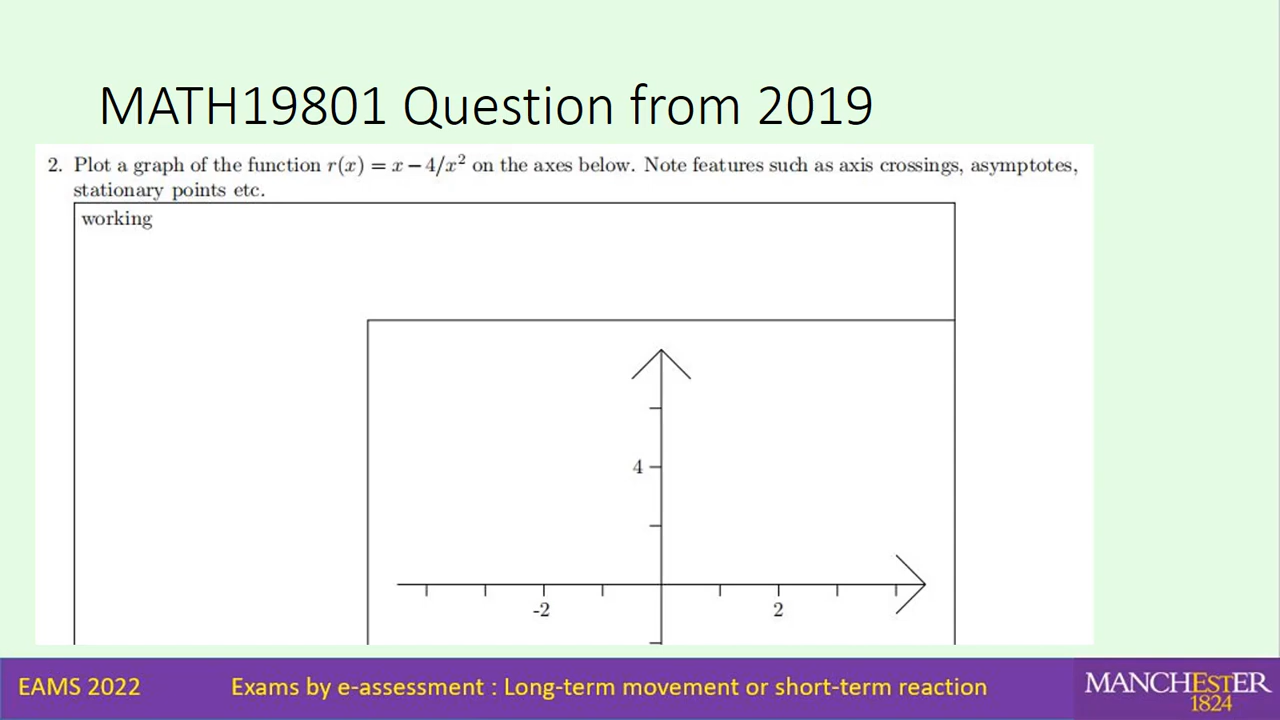 MATH19801 Question from 2019
2. Plot a graph of the function r(x) = x − 4/x² on the axes below. Note features such as axis crossings, asymptotes,
stationary points etc.
working
4
-2
2
EAMS 2022
Exams by e-assessment : Long-term movement or short-term reaction
MANCHESTER
1824